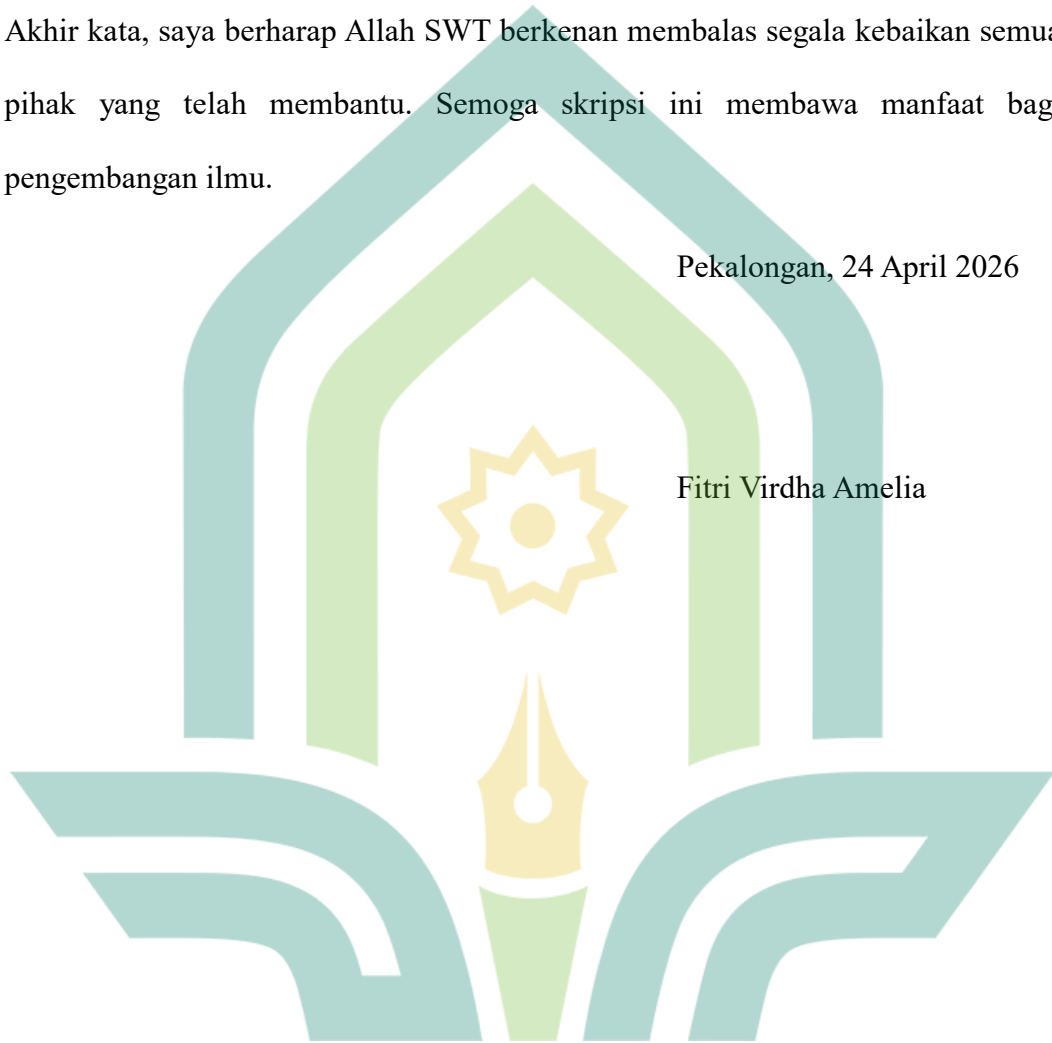 Akhir kata, saya berharap Allah SWT berkenan membalas segala kebaikan semua
pihak yang telah membantu. Semoga skripsi ini membawa manfaat bag
pengembangan ilmu.
Pekalongan, 24 April 2026
Fitri Virdha Amelia